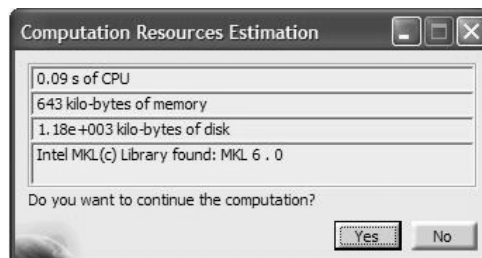 Computation Resources Estimation
0.09 s of CPU
643 kilo-bytes of memory
1.18e+003 kilo-bytes of disk
Intel MKL(c) Library found: MKL 6 . 0
Do you want to continue the computation?
Yes No